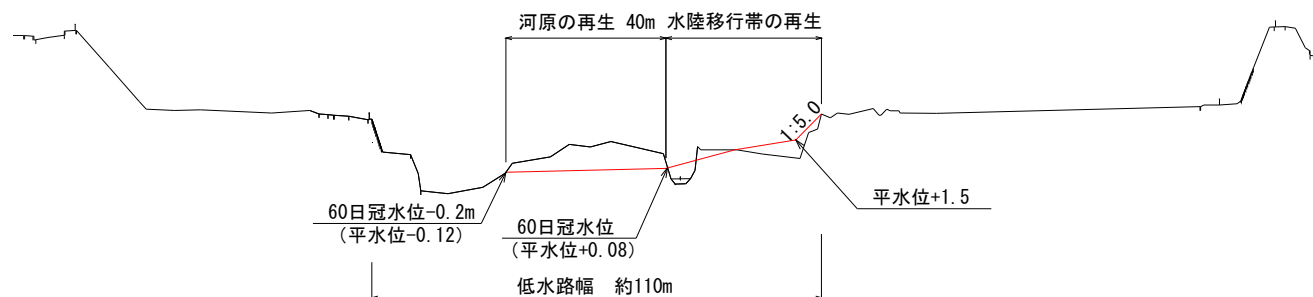 河原の再生 40m
水陸移行帯の再生
1:5.0
60日冠水位-0.2m
(平水位-0.12)
60日冠水位
(平水位+0.08)
平水位+1.5
低水路幅　約110m